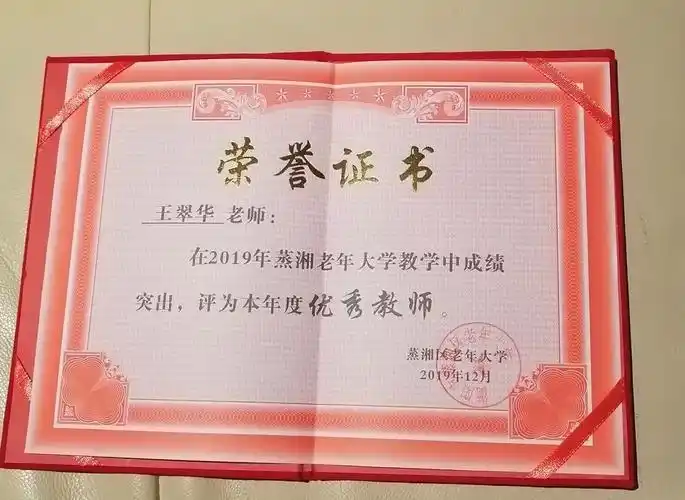 荣誉证书
王翠华 老师：
在2019年蒸湘老年大学教学中成绩
突出，评为本年度优秀教师。
蒸湘区老年大学
2019年12月